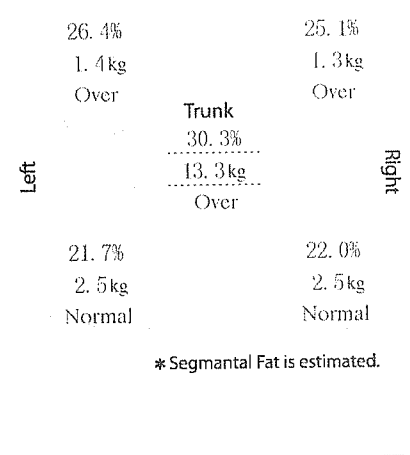 26. 4%
25. 1%
1. 4kg
1. 3kg
Over
Over
Trunk
30. 3%
13. 3kg
Over
Left
Right
21. 7%
22. 0%
2. 5kg
2. 5kg
Normal
Normal
* Segmantal Fat is estimated.